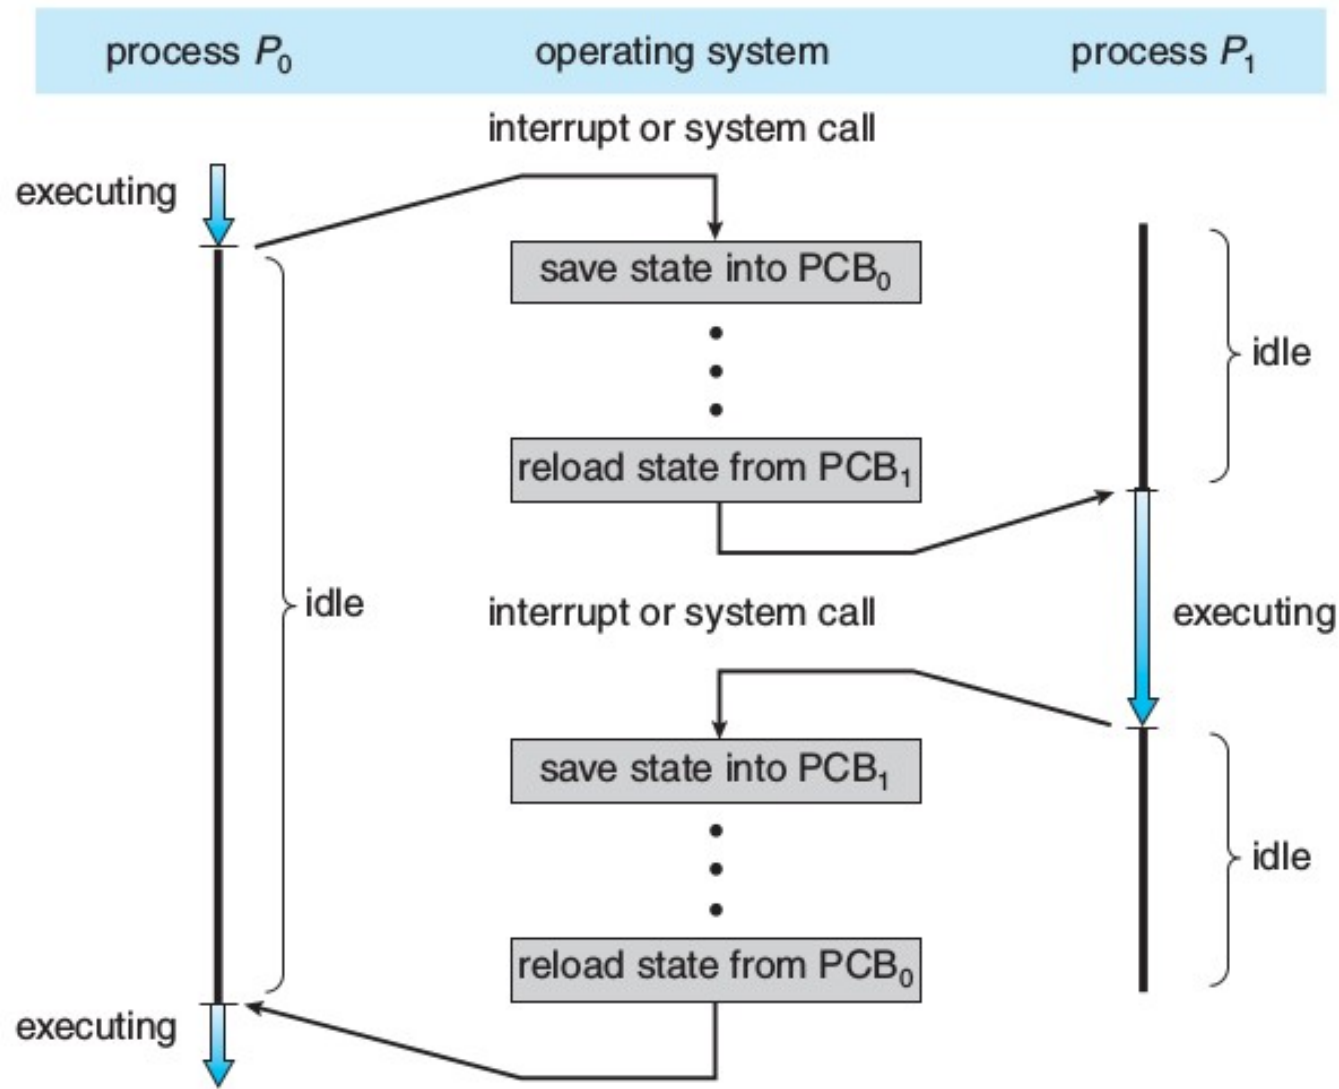 process P₀ operating system process P₁
interrupt or system call
executing
save state into PCB₀
idle
reload state from PCB₁
idle
interrupt or system call
executing
save state into PCB₁
idle
reload state from PCB₀
executing